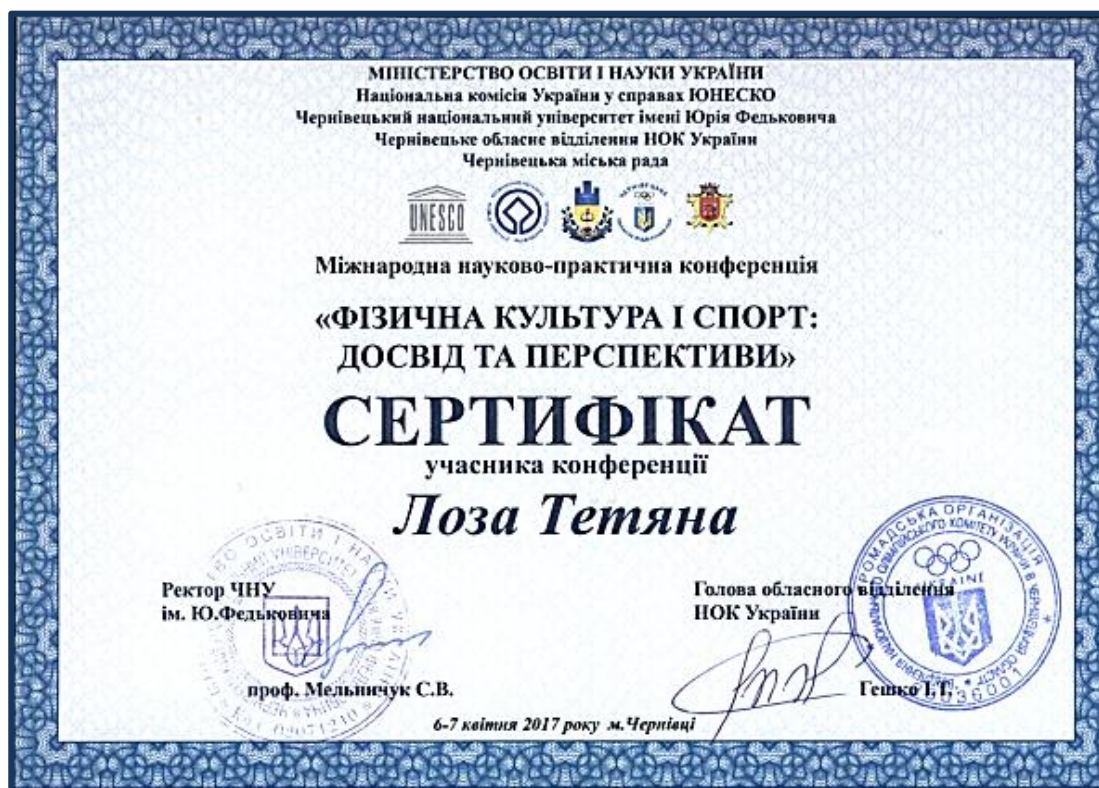 МІНІСТЕРСТВО ОСВІТИ І НАУКИ УКРАЇНИ
Національна комісія України у справах ЮНЕСКО
Чернівецький національний університет імені Юрія Федьковича
Чернівецьке обласне відділення НОК України
Чернівецька міська рада
UNESCO
Міжнародна науково-практична конференція
«ФІЗИЧНА КУЛЬТУРА І СПОРТ:
ДОСВІД ТА ПЕРСПЕКТИВИ»
СЕРТИФІКАТ
учасника конференції
Лоза Тетяна
Ректор ЧНУ
ім. Ю.Федьковича
проф. Мельничук С.В.
Голова обласного відділення
НОК України
Гешко І.Т.
ГРОМАДСЬКА ОРГАНІЗАЦІЯ
UKRAINE
6-7 квітня 2017 року м.Чернівці